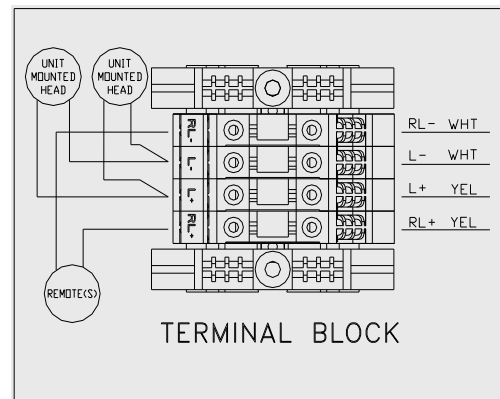 UNIT
MOUNTED
HEAD
UNIT
MOUNTED
HEAD
RL-
L-
L+
RL+
RL- WHT
L- WHT
L+ YEL
RL+ YEL
REMOTE(S)
TERMINAL BLOCK